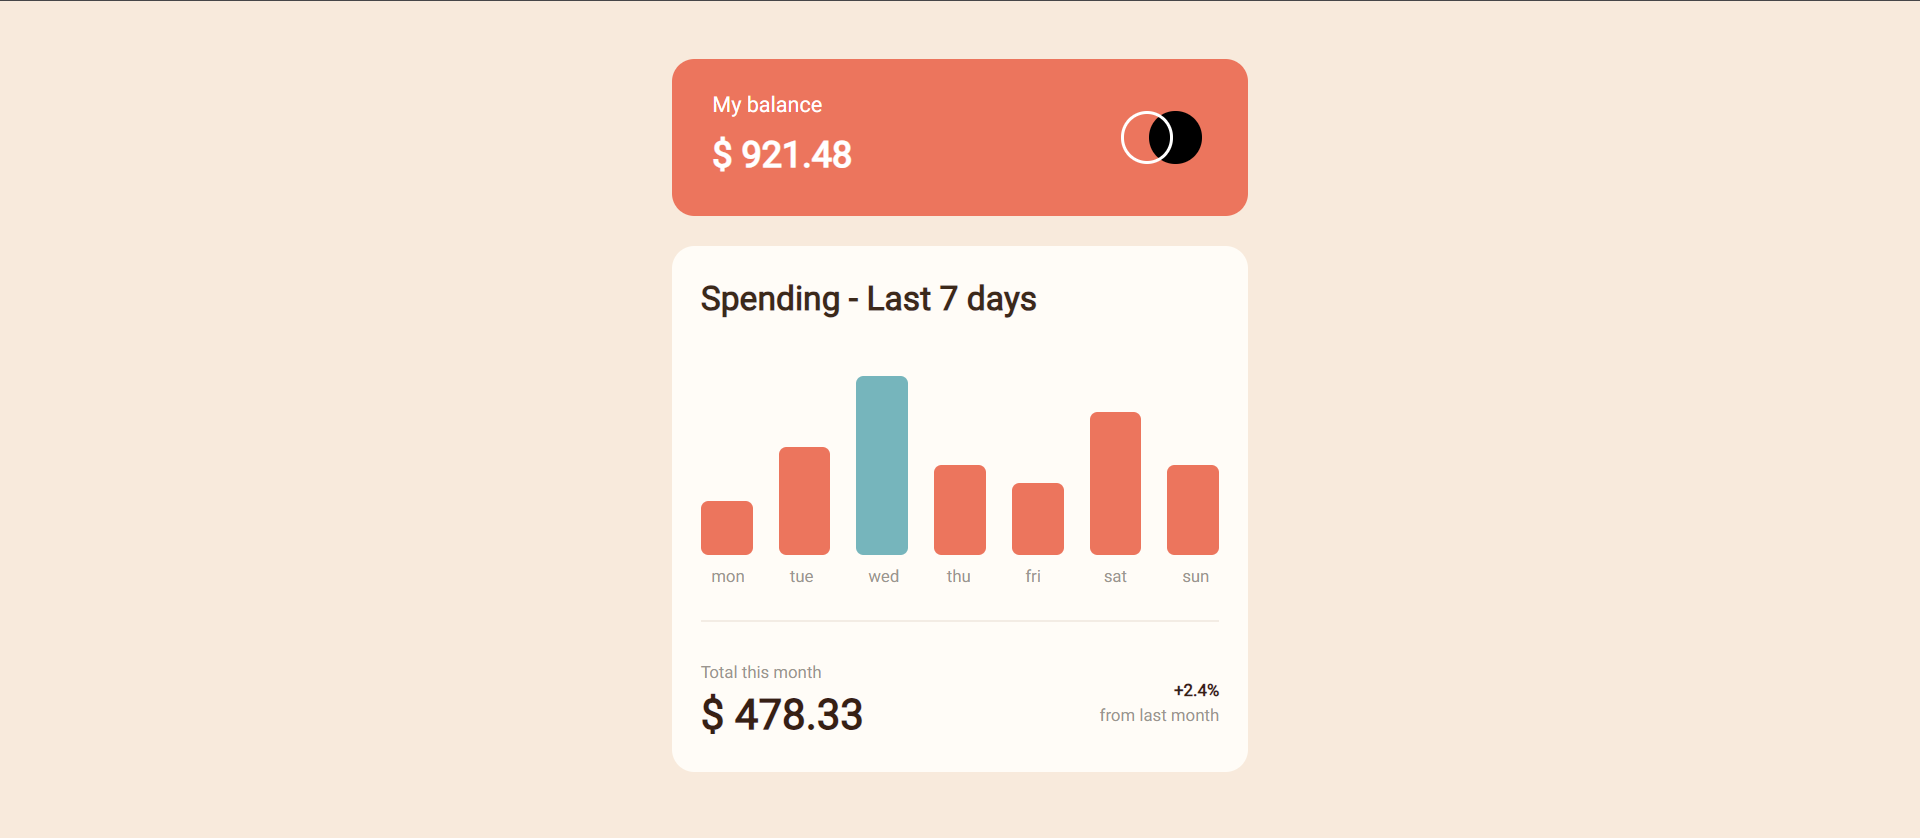 My balance
$ 921.48
Spending - Last 7 days
mon tue wed thu fri sat sun
Total this month
$ 478.33
+2.4%
from last month